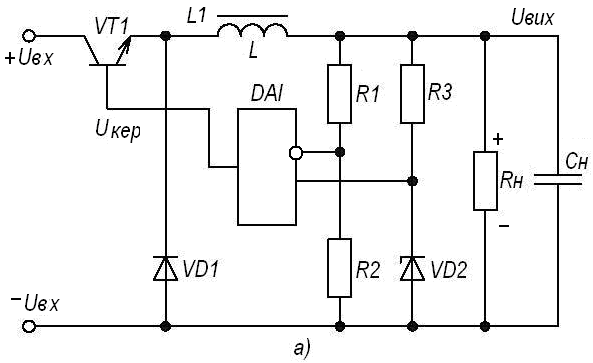 L1
Uвих
VT1
+Uвх
L
DAI
R1
R3
Uкер
+
Rн
Cн
−
VD1
R2
VD2
−Uвх
а)